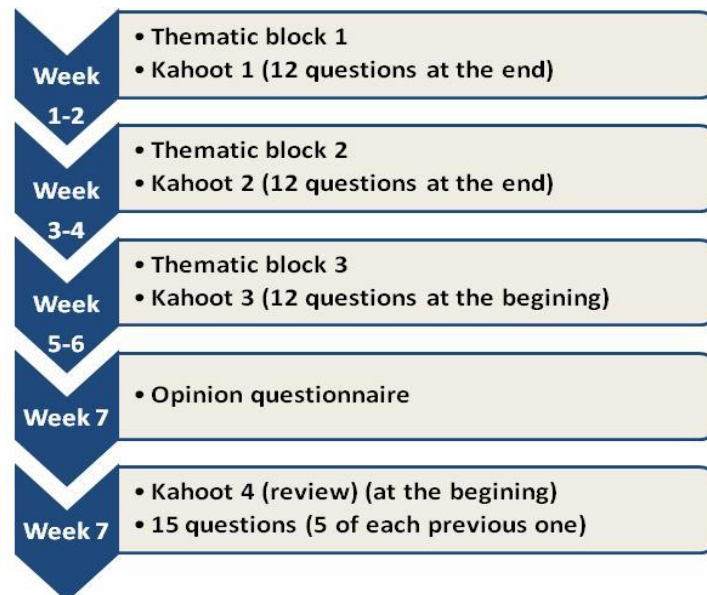 Week
1-2
• Thematic block 1
• Kahoot 1 (12 questions at the end)
Week
3-4
• Thematic block 2
• Kahoot 2 (12 questions at the end)
Week
5-6
• Thematic block 3
• Kahoot 3 (12 questions at the begining)
Week 7
• Opinion questionnaire
Week 7
• Kahoot 4 (review) (at the begining)
• 15 questions (5 of each previous one)